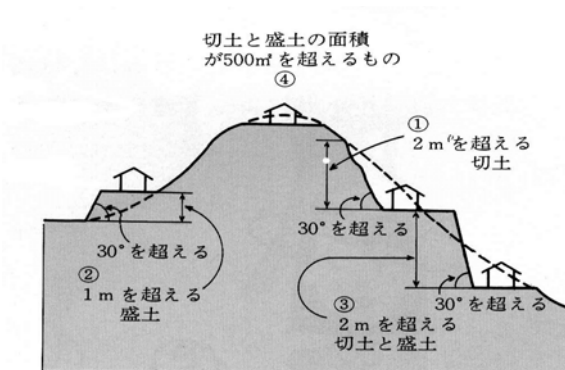 切土と盛土の面積
が500㎡を超えるもの
④
①
2mを超える
切土
30°を超える
30°を超える
②
1mを超える
盛土
③
2mを超える
切土と盛土
30°を超える